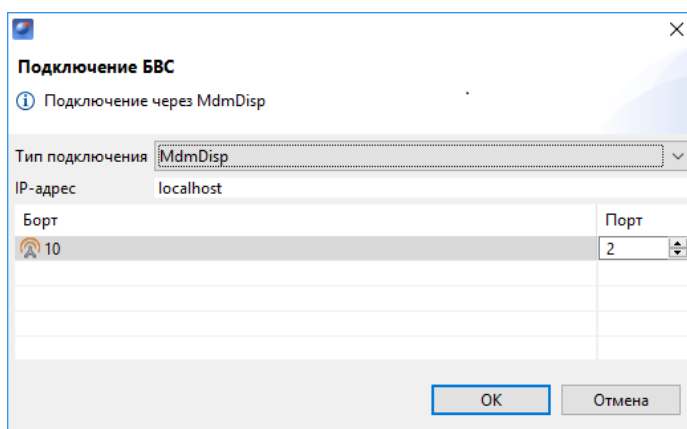 Подключение БВС
Подключение через MdmDisp
Тип подключения MdmDisp
IP-адрес localhost
Борт Порт
10 2
OK Отмена